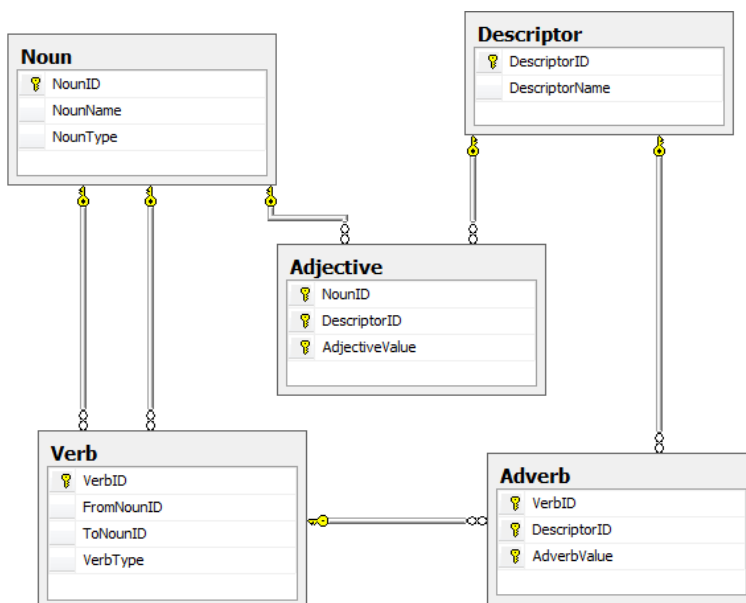 Noun
NounID
NounName
NounType
Descriptor
DescriptorID
DescriptorName
Adjective
NounID
DescriptorID
AdjectiveValue
Verb
VerbID
FromNounID
ToNounID
VerbType
Adverb
VerbID
DescriptorID
AdverbValue